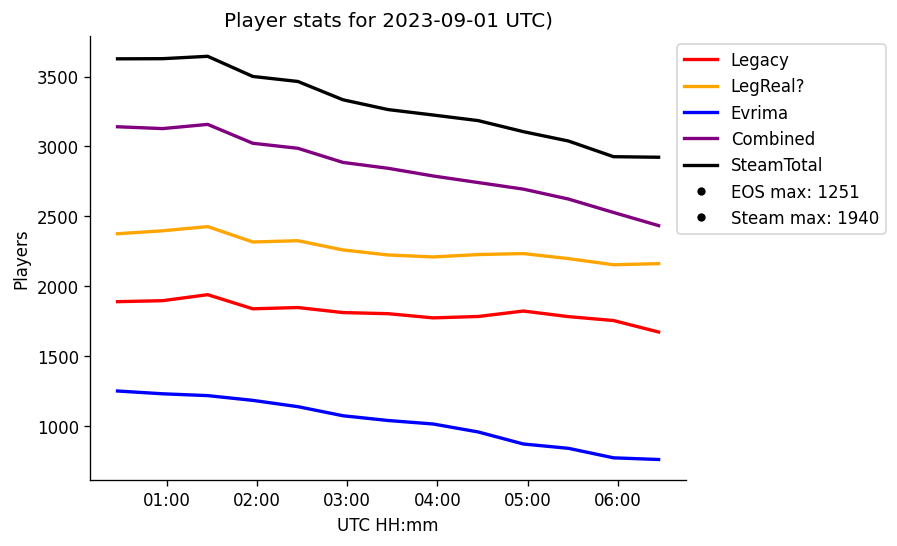 Player stats for 2023-09-01 UTC)
Legacy
LegReal?
Evrima
Combined
SteamTotal
EOS max: 1251
Steam max: 1940
Players
3500
3000
2500
2000
1500
1000
01:00 02:00 03:00 04:00 05:00 06:00
UTC HH:mm